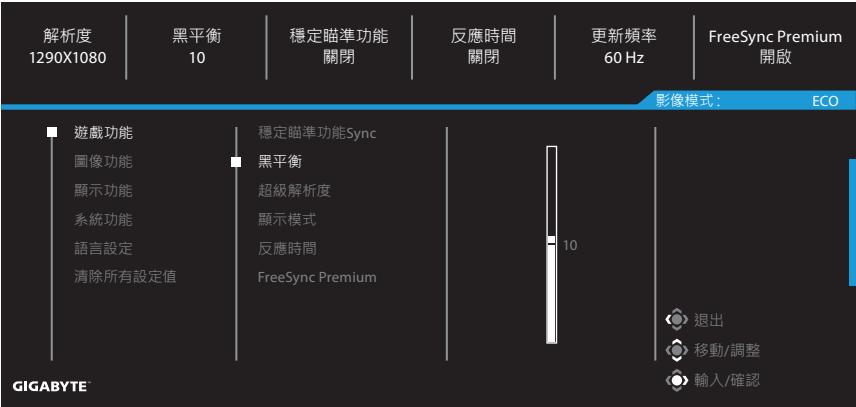 解析度
1290X1080
黑平衡
10
穩定瞄準功能
關閉
反應時間
關閉
更新頻率
60 Hz
FreeSync Premium
開啟
影像模式 : ECO
遊戲功能
圖像功能
顯示功能
系統功能
語言設定
清除所有設定值
穩定瞄準功能Sync
黑平衡
超級解析度
顯示模式
反應時間
FreeSync Premium
10
退出
移動/調整
輸入/確認
GIGABYTE™